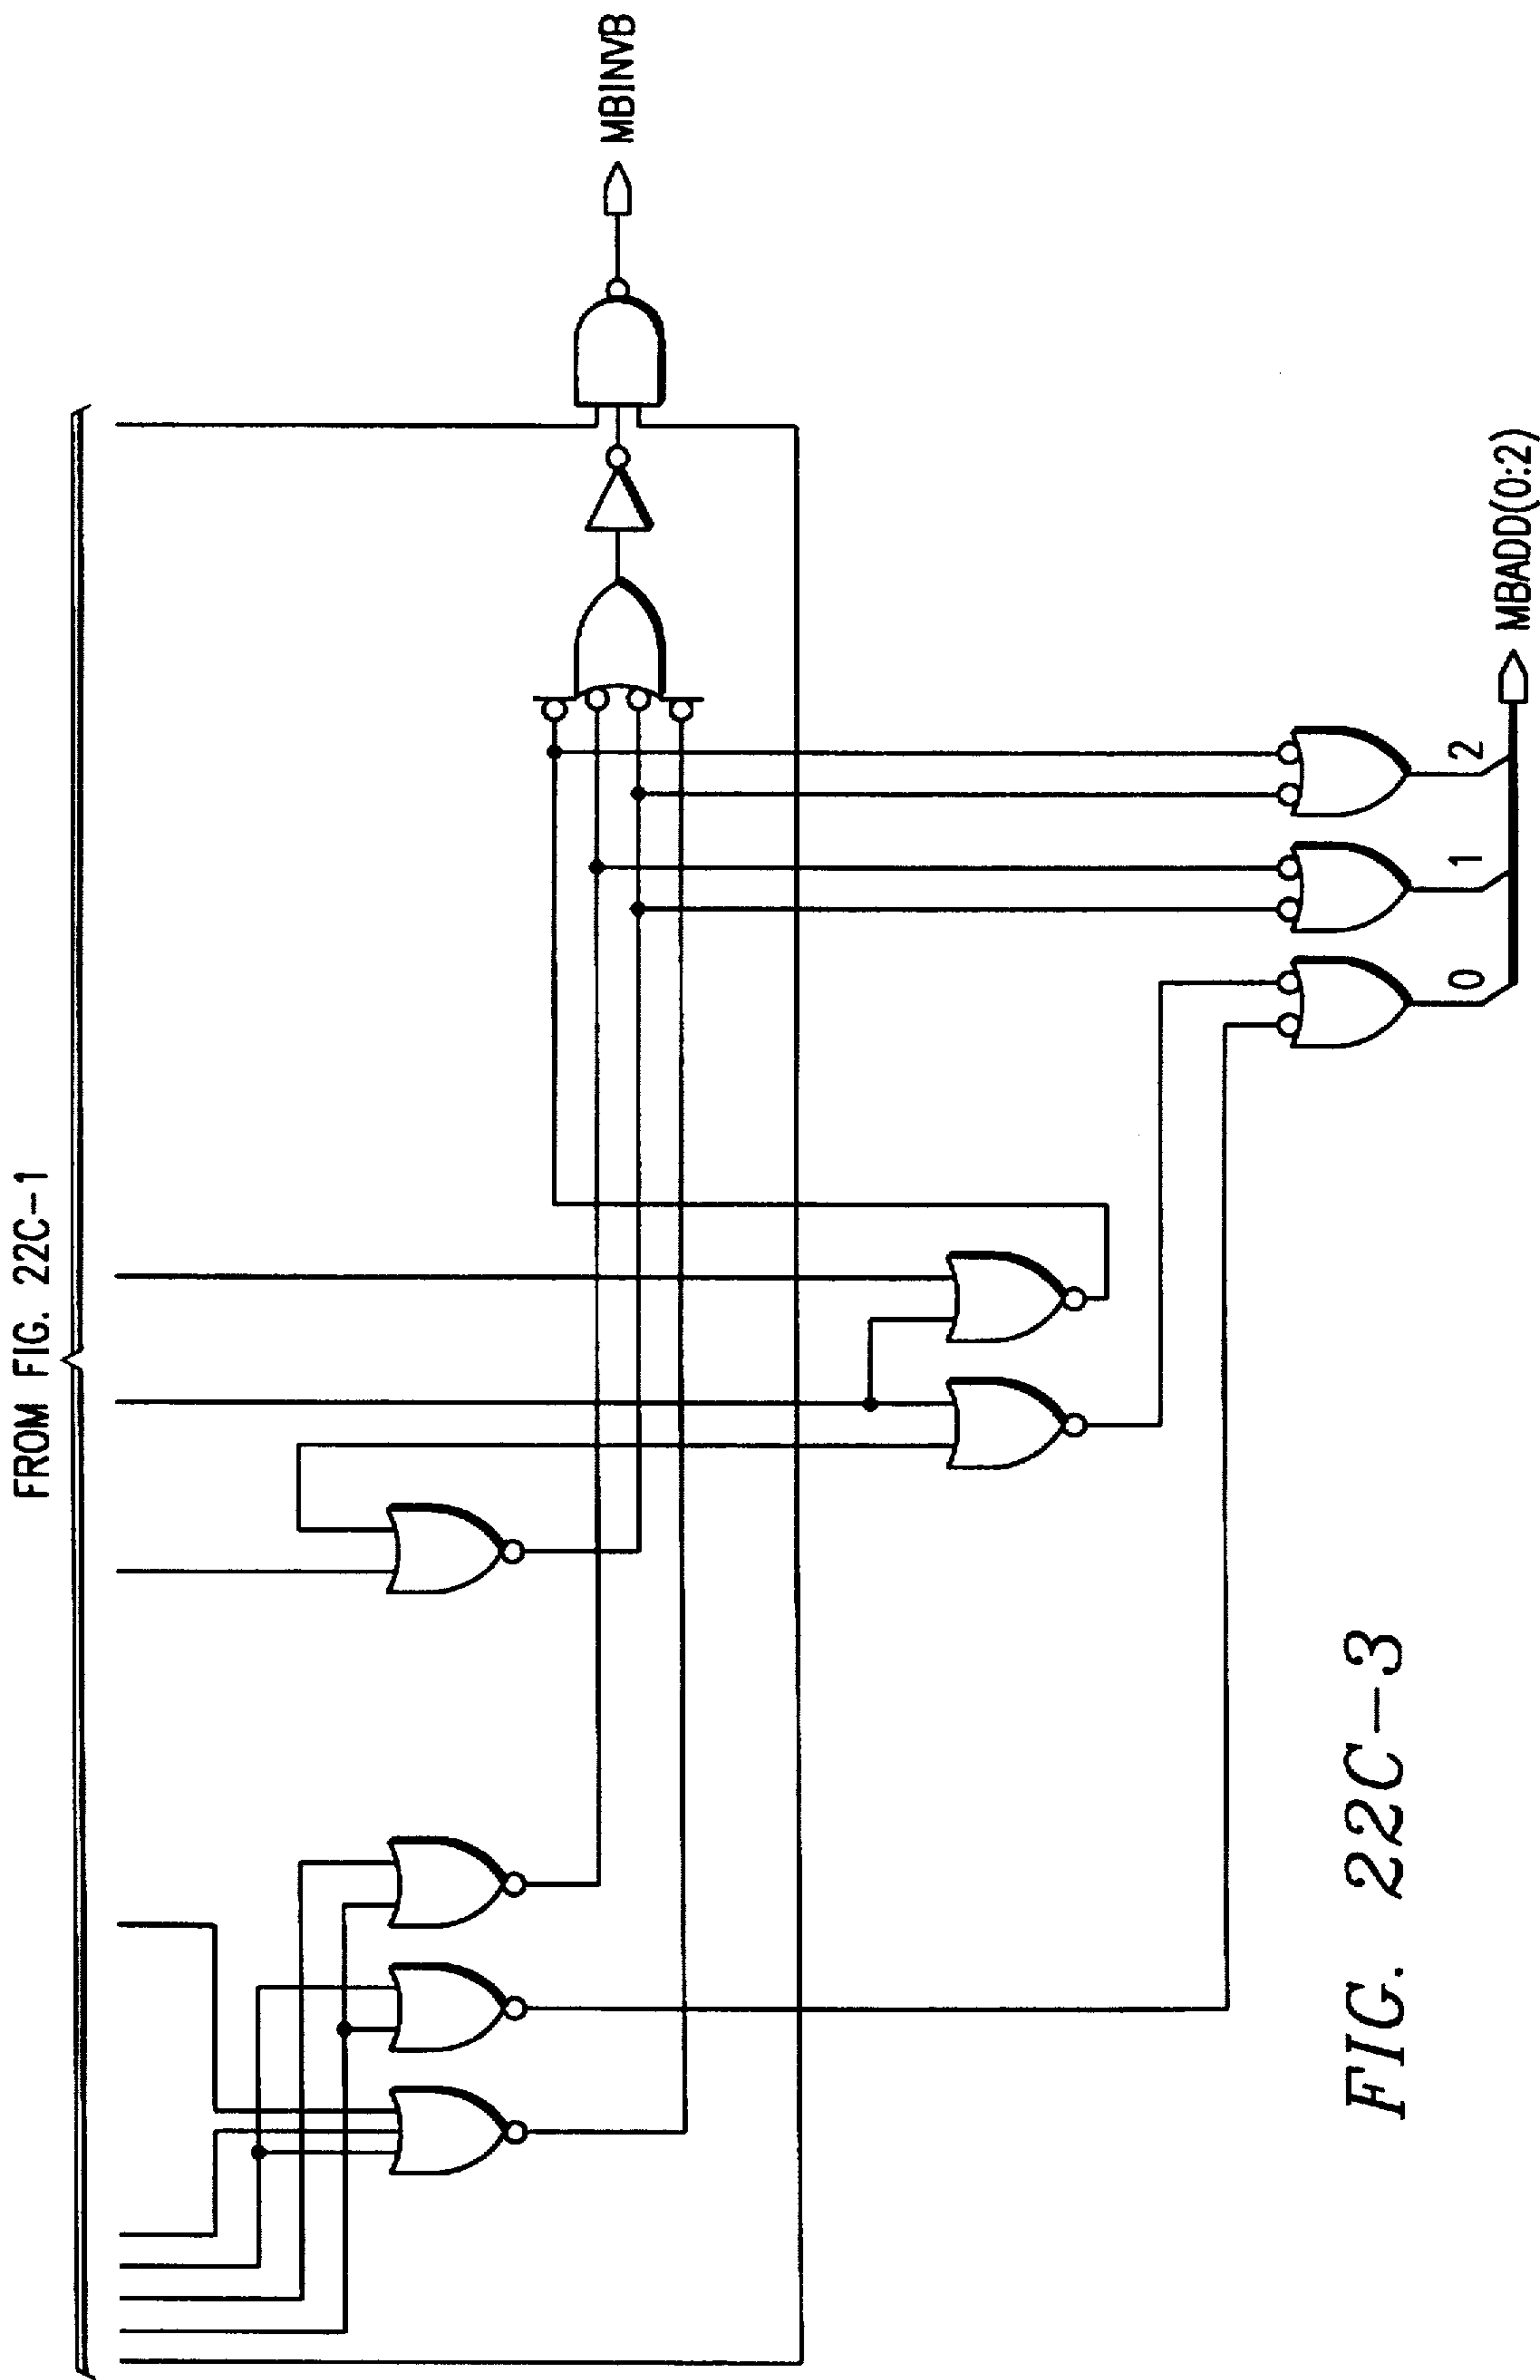 FROM FIG. 22C-1
MBINVB
2
1
0
MBADD(0:2)
FIG. 22C-3